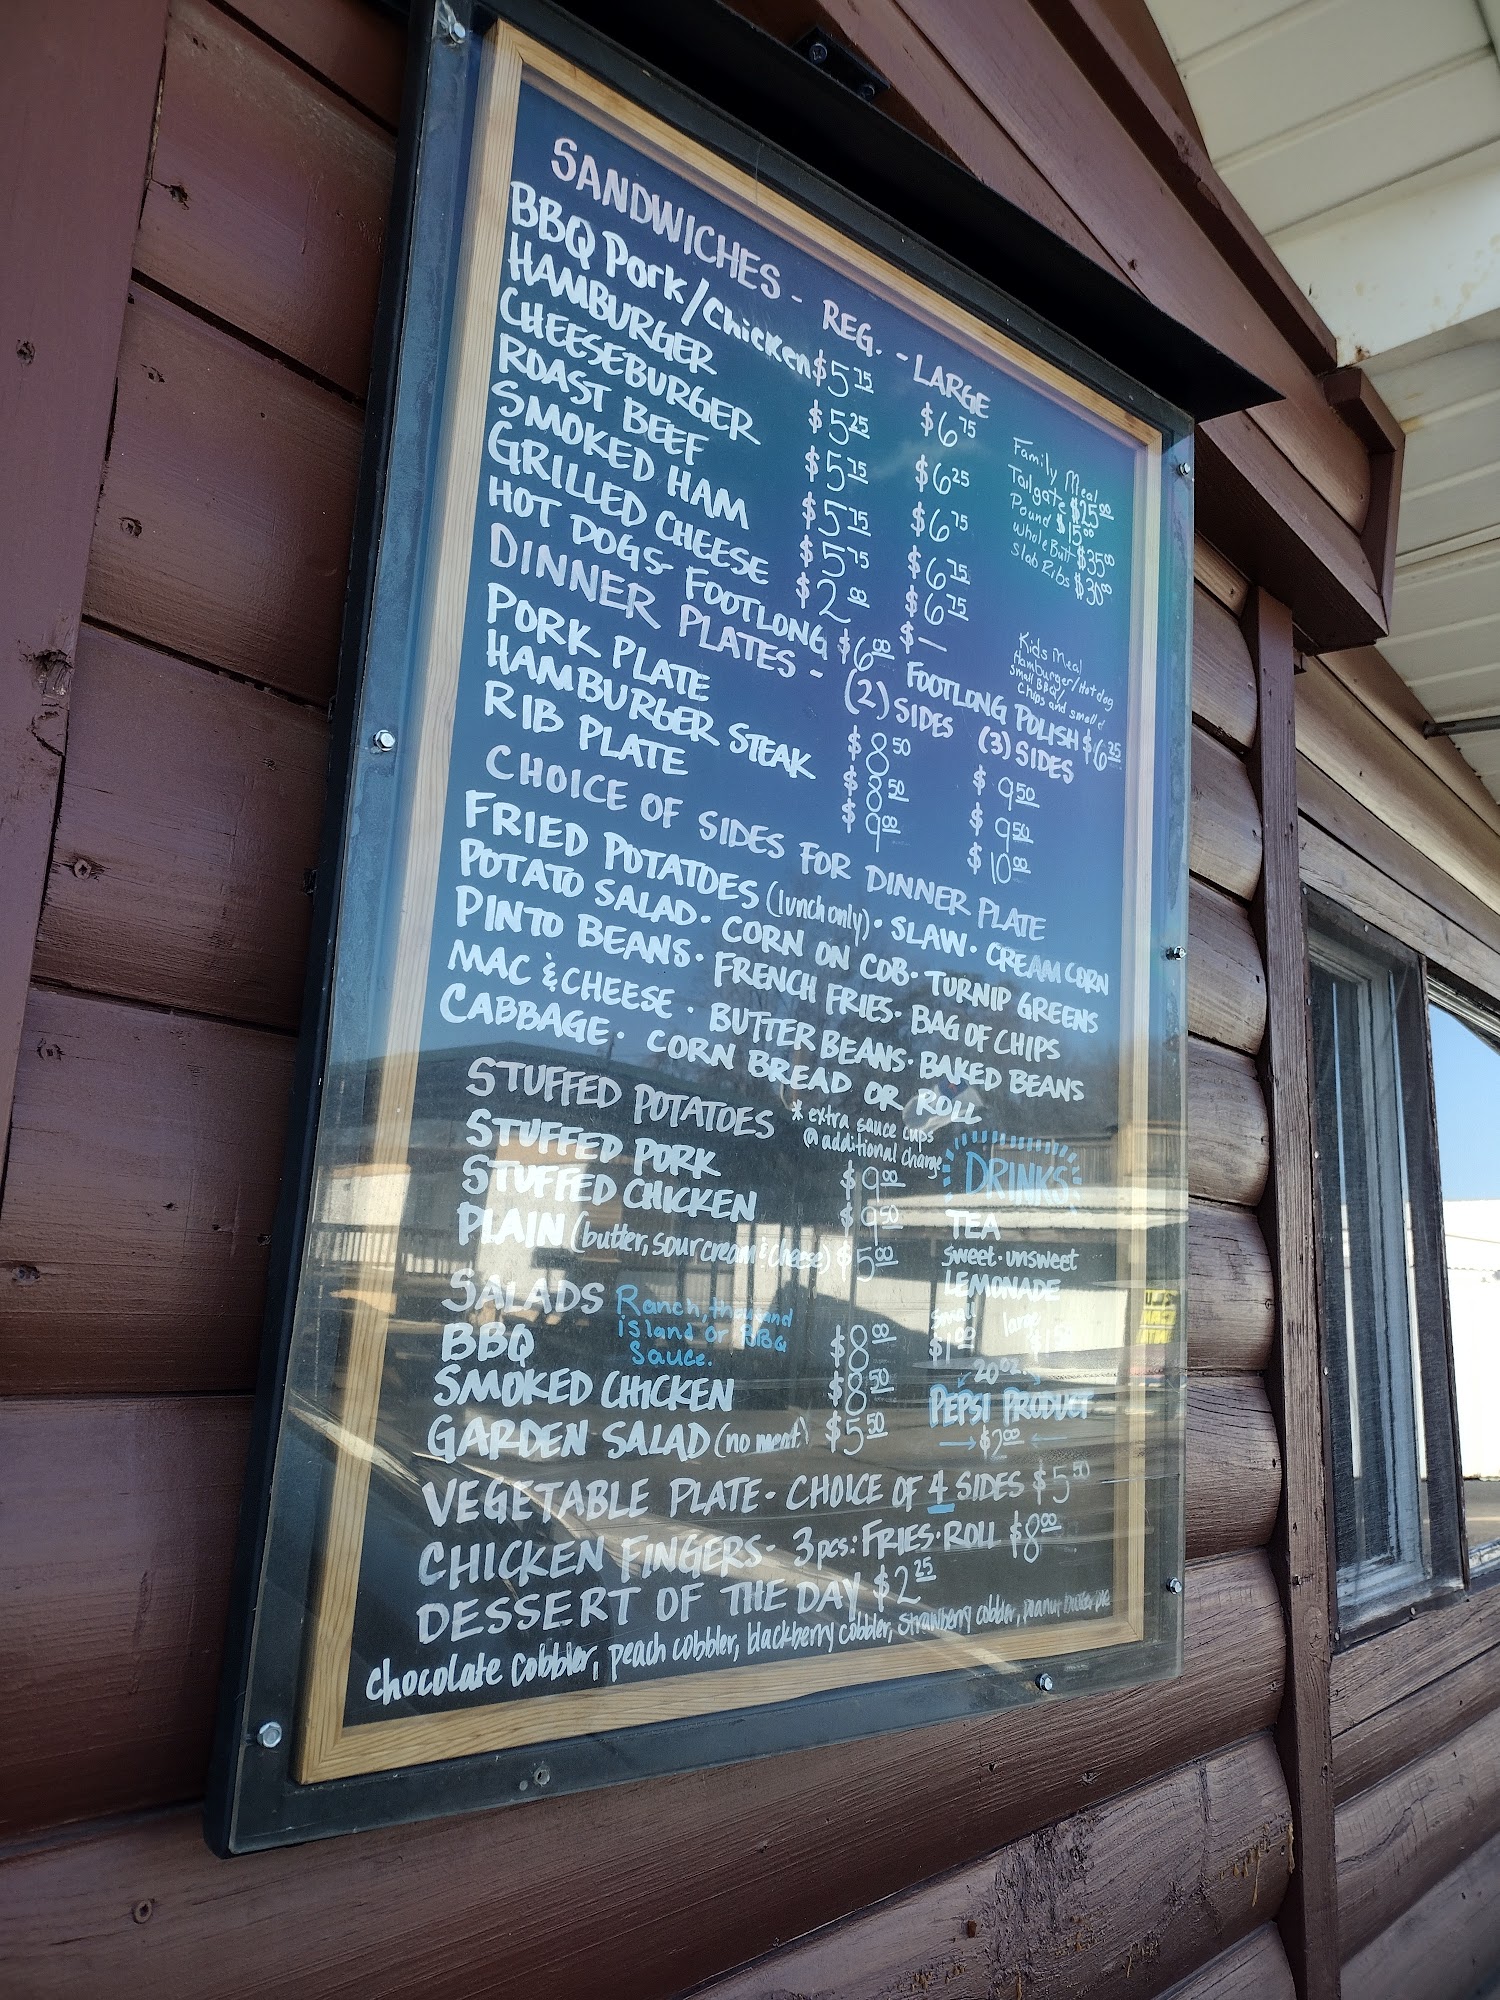 SANDWICHES - REG. - LARGE
BBQ Pork/Chicken $5.75 $6.75
HAMBURGER $5.25 $6.25
CHEESEBURGER $5.75 $6.75
ROAST BEEF $5.75 $6.75
SMOKED HAM $5.75 $6.75
GRILLED CHEESE $2.00 $ —
HOT DOGS- FOOTLONG $6.00 FOOTLONG POLISH $6.25
Family Meal
Tailgate $25.00
Pound $15.00
Whole Butt $35.00
Slab Ribs $30.00
Kids Meal
Hamburger/Hotdog
small BBQ/
Chips and small
DINNER PLATES - (2) SIDES (3) SIDES
PORK PLATE $8.50 $9.50
HAMBURGER STEAK $8.50 $9.50
RIB PLATE $9.00 $10.00
CHOICE OF SIDES FOR DINNER PLATE
FRIED POTATOES (lunch only) • SLAW • CREAM CORN
POTATO SALAD • CORN ON COB • TURNIP GREENS
PINTO BEANS • FRENCH FRIES • BAG OF CHIPS
MAC & CHEESE • BUTTER BEANS • BAKED BEANS
CABBAGE • CORN BREAD OR ROLL
STUFFED POTATOES * extra sauce cups
@ additional charge
STUFFED PORK $9.00
STUFFED CHICKEN $9.50
PLAIN (butter, sour cream & cheese) $5.00
SALADS Ranch, thousand
island or BBQ
Sauce.
BBQ $8.00
SMOKED CHICKEN $8.50
GARDEN SALAD (no meat) $5.50
DRINKS
TEA
sweet • unsweet
LEMONADE
small large
$1.00
20 oz.
PEPSI PRODUCT
$2.00
VEGETABLE PLATE - CHOICE OF 4 SIDES $5.50
CHICKEN FINGERS - 3 pcs: FRIES • ROLL $8.00
DESSERT OF THE DAY $2.25
chocolate cobbler, peach cobbler, blackberry cobbler, strawberry cobbler, peanut butter pie